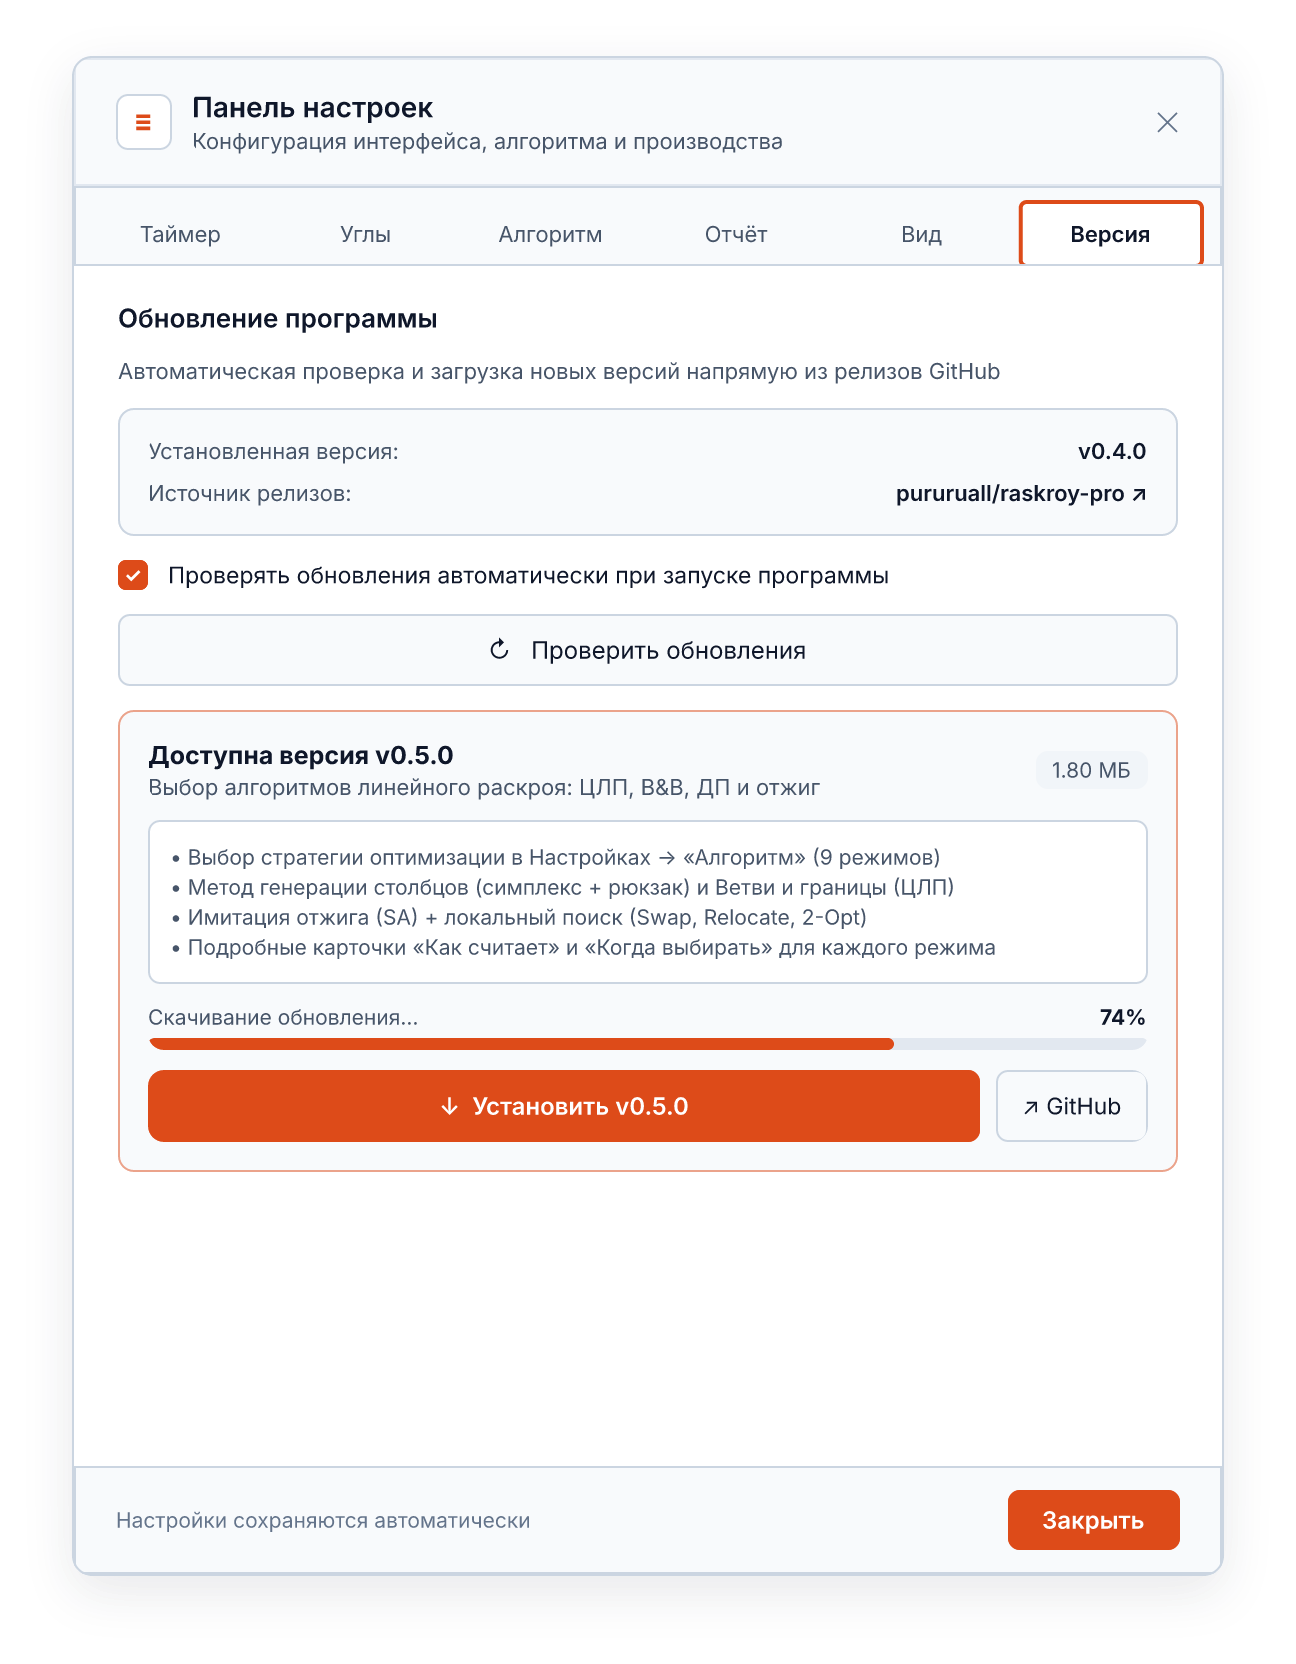 Панель настроек
Конфигурация интерфейса, алгоритма и производства
Таймер
Углы
Алгоритм
Отчёт
Вид
Версия
Обновление программы
Автоматическая проверка и загрузка новых версий напрямую из релизов GitHub
Установленная версия: v0.4.0
Источник релизов: pururuall/raskroy-pro ↗
Проверять обновления автоматически при запуске программы
↻ Проверить обновления
Доступна версия v0.5.0
Выбор алгоритмов линейного раскроя: ЦЛП, B&B, ДП и отжиг
1.80 МБ
• Выбор стратегии оптимизации в Настройках → «Алгоритм» (9 режимов)
• Метод генерации столбцов (симплекс + рюкзак) и Ветви и границы (ЦЛП)
• Имитация отжига (SA) + локальный поиск (Swap, Relocate, 2-Opt)
• Подробные карточки «Как считает» и «Когда выбирать» для каждого режима
Скачивание обновления... 74%
↓ Установить v0.5.0
↗ GitHub
Настройки сохраняются автоматически
Закрыть